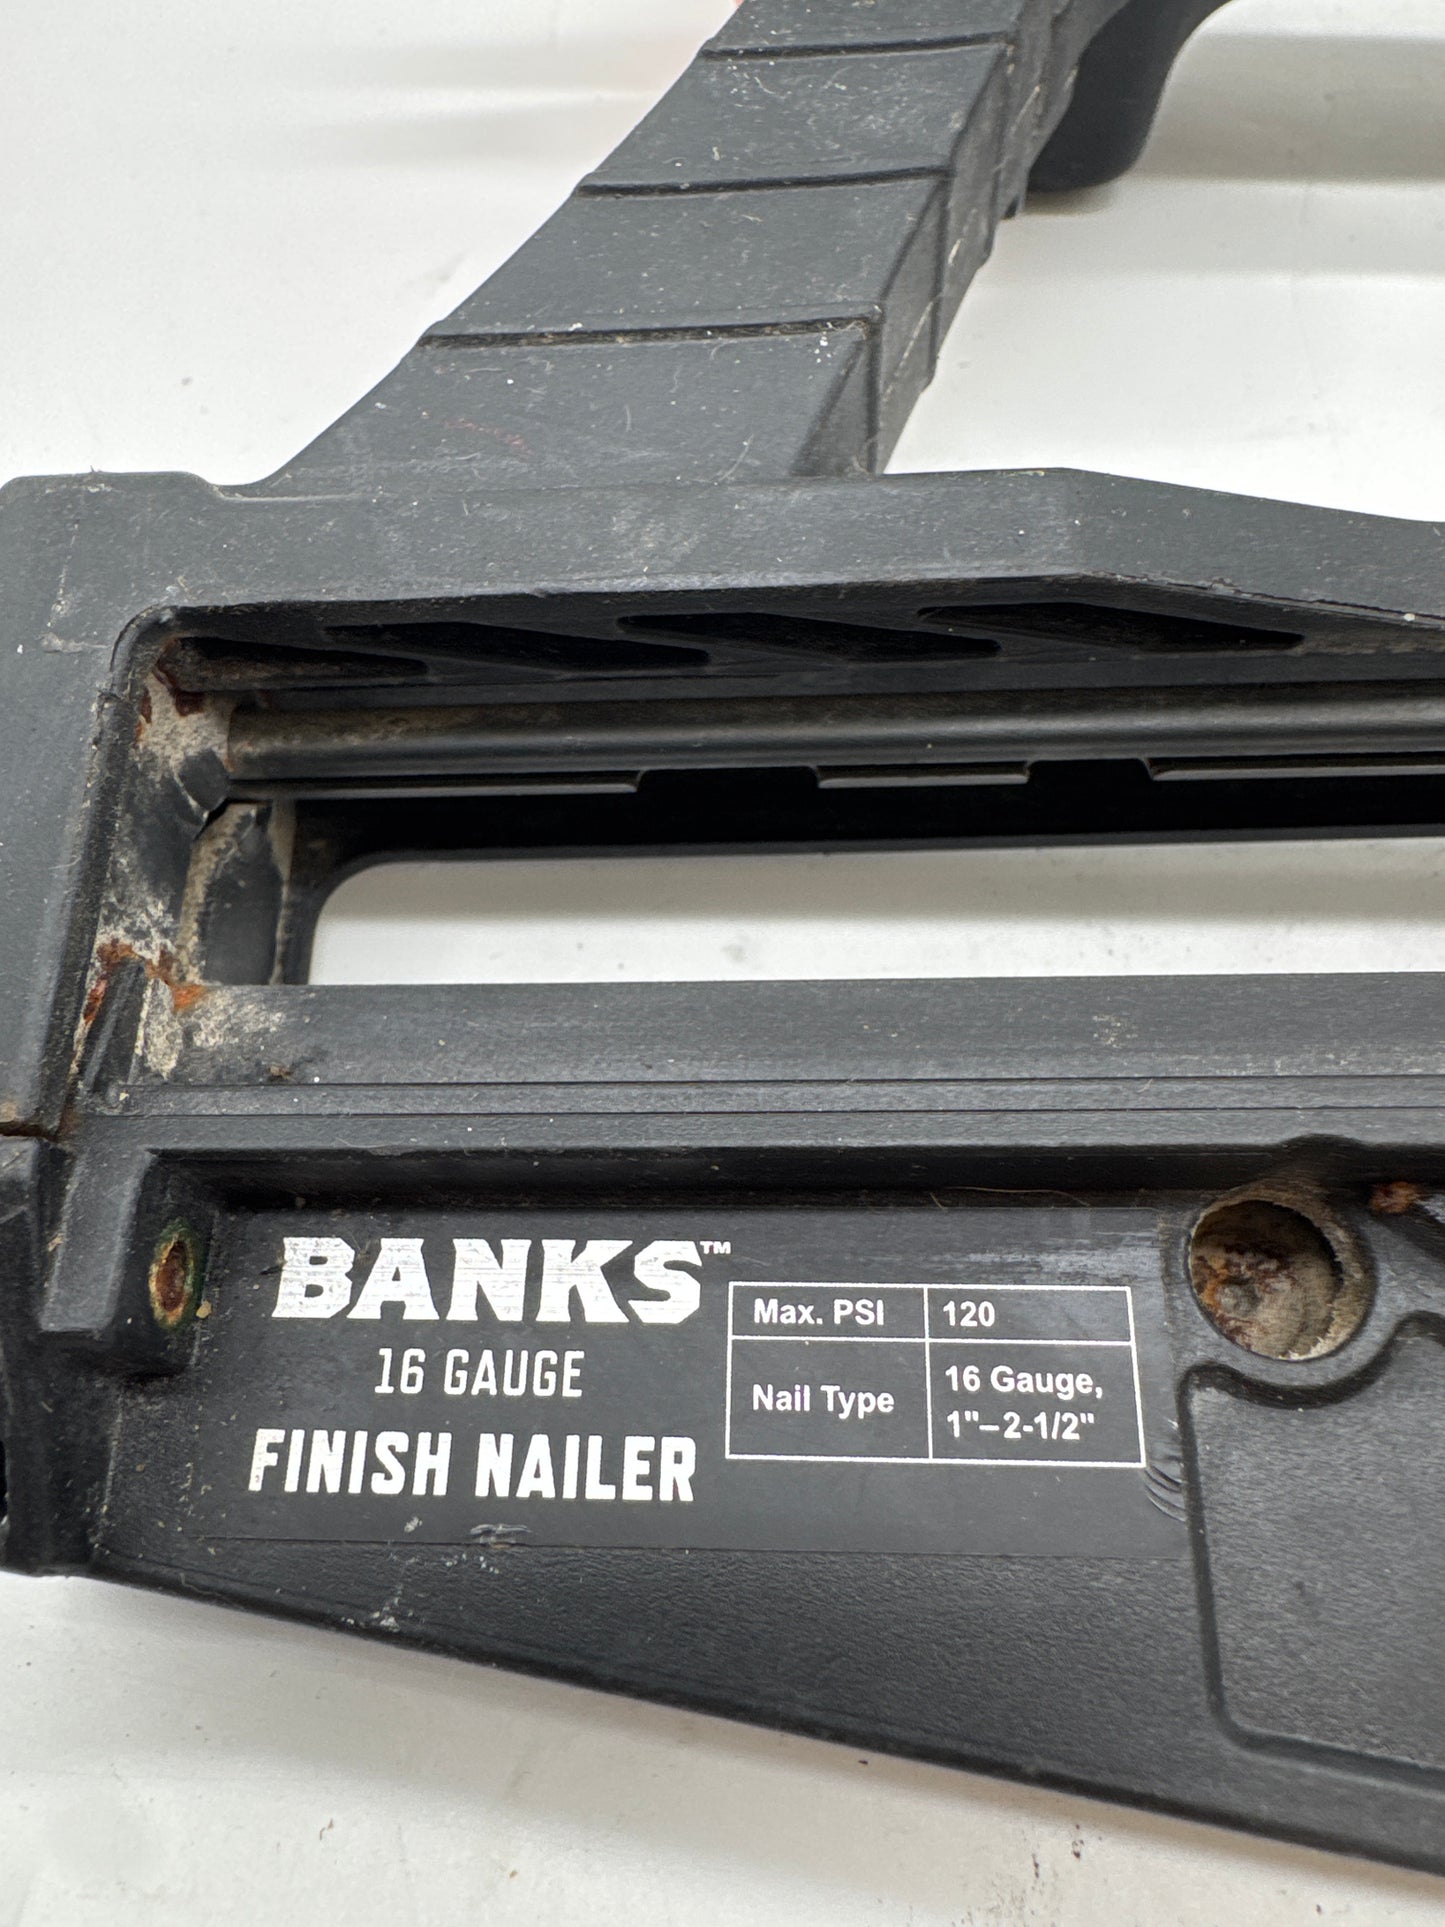 BANKS™
16 GAUGE
FINISH NAILER
Max. PSI 120
Nail Type 16 Gauge,
1"–2-1/2"